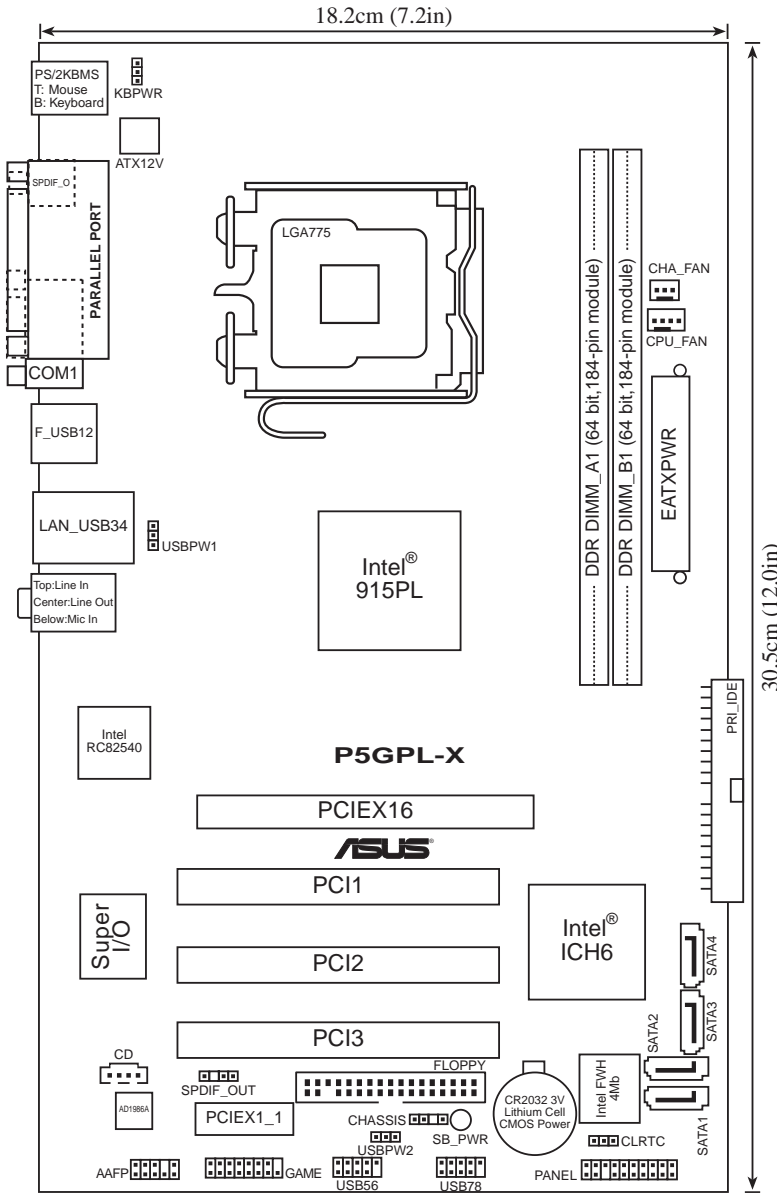 18.2cm (7.2in)
PS/2KBMS
T: Mouse
B: Keyboard
KBPWR
ATX12V
SPDIF_O
PARALLEL PORT
LGA775
CHA_FAN
CPU_FAN
DDR DIMM_A1 (64 bit,184-pin module)
DDR DIMM_B1 (64 bit,184-pin module)
EATXPWR
COM1
F_USB12
LAN_USB34
USBPW1
Top:Line In
Center:Line Out
Below:Mic In
Intel®
915PL
30.5cm (12.0in)
PRI_IDE
Intel
RC82540
P5GPL-X
PCIEX16
ASUS®
PCI1
Super
I/O
Intel®
ICH6
PCI2
SATA4
SATA3
PCI3
SATA2
SATA1
CD
FLOPPY
SPDIF_OUT
AD1986A
PCIEX1_1
CHASSIS
SB_PWR
CR2032 3V
Lithium Cell
CMOS Power
Intel FWH
4Mb
USBPW2
CLRTC
AAFP
GAME
USB56
USB78
PANEL